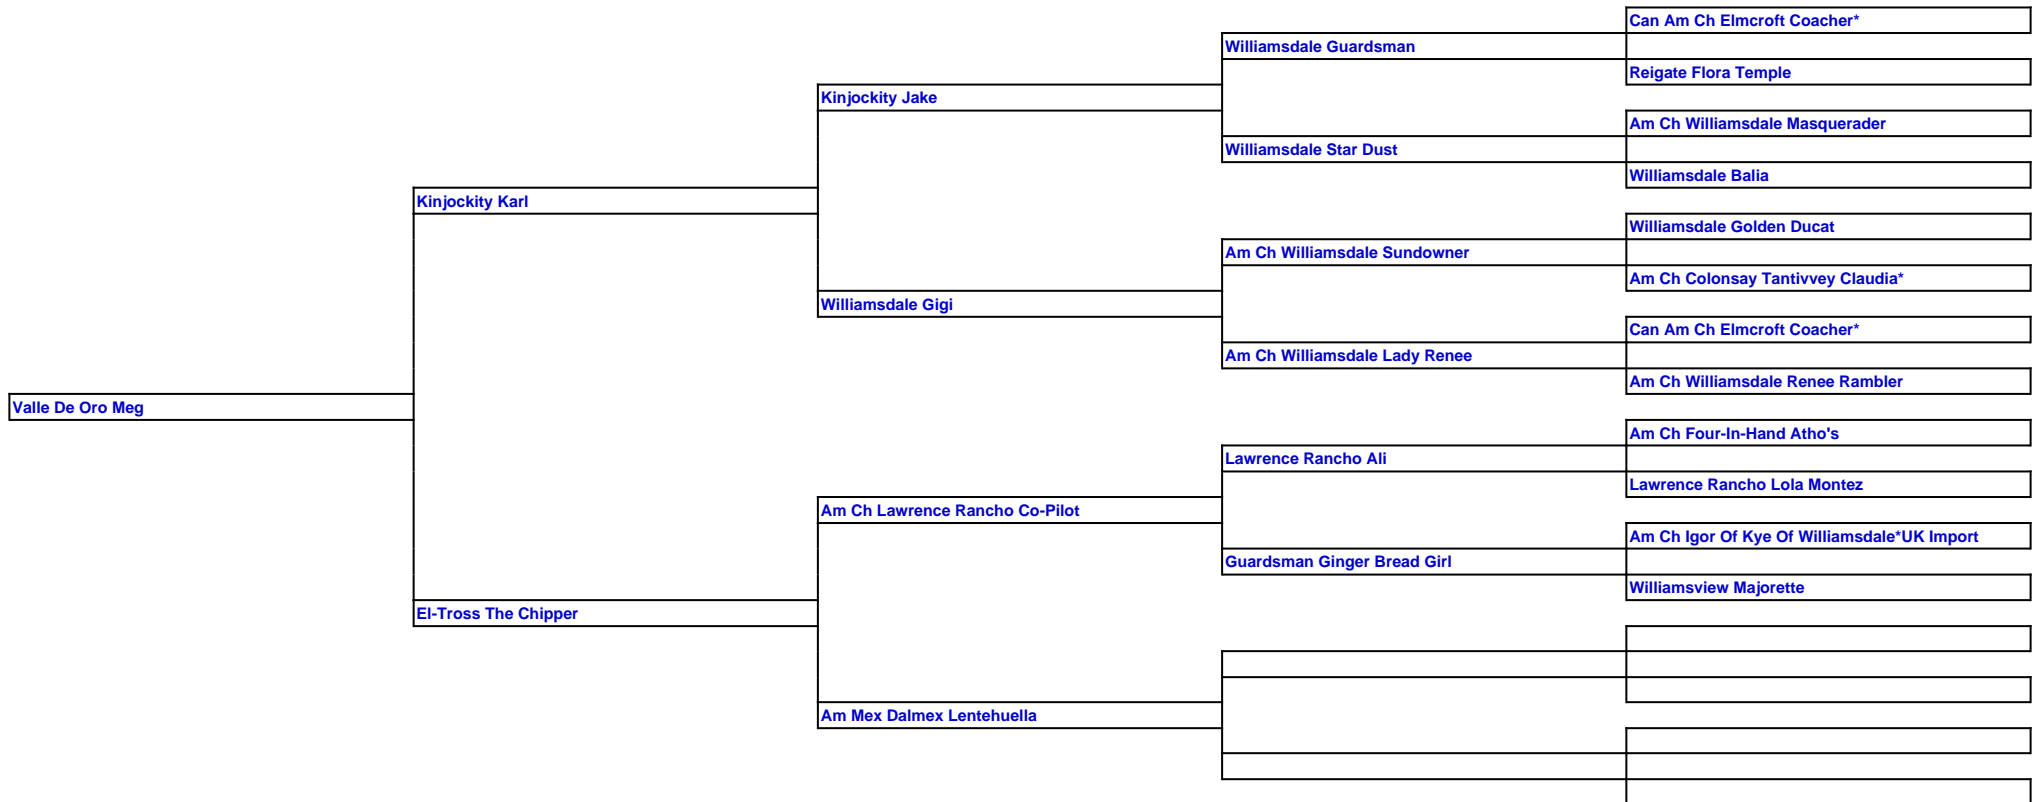 Can Am Ch Elmcroft Coacher*
Williamsdale Guardsman
Reigate Flora Temple
Kinjockity Jake
Am Ch Williamsdale Masquerader
Williamsdale Star Dust
Williamsdale Balia
Kinjockity Karl
Williamsdale Golden Ducat
Am Ch Williamsdale Sundowner
Am Ch Colonsay Tantivvey Claudia*
Williamsdale Gigi
Can Am Ch Elmcroft Coacher*
Am Ch Williamsdale Lady Renee
Am Ch Williamsdale Renee Rambler
Valle De Oro Meg
Am Ch Four-In-Hand Atho's
Lawrence Rancho Ali
Lawrence Rancho Lola Montez
Am Ch Lawrence Rancho Co-Pilot
Am Ch Igor Of Kye Of Williamsdale*UK Import
Guardsman Ginger Bread Girl
Williamsview Majorette
El-Tross The Chipper
Am Mex Dalmex Lentehuella